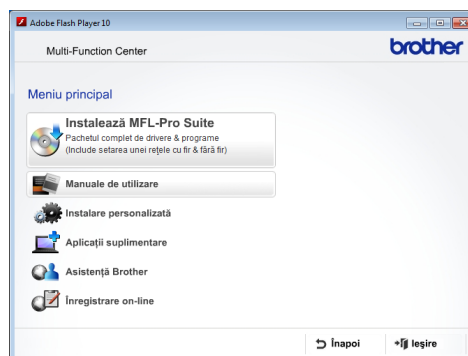 Adobe Flash Player 10
Multi-Function Center
brother
Meniu principal
Instalează MFL-Pro Suite
Pachetul complet de drivere & programe
(Include setarea unei rețele cu fir & fără fir)
Manuale de utilizare
Instalare personalizată
Aplicații suplimentare
Asistență Brother
Înregistrare on-line
Înapoi
Ieşire